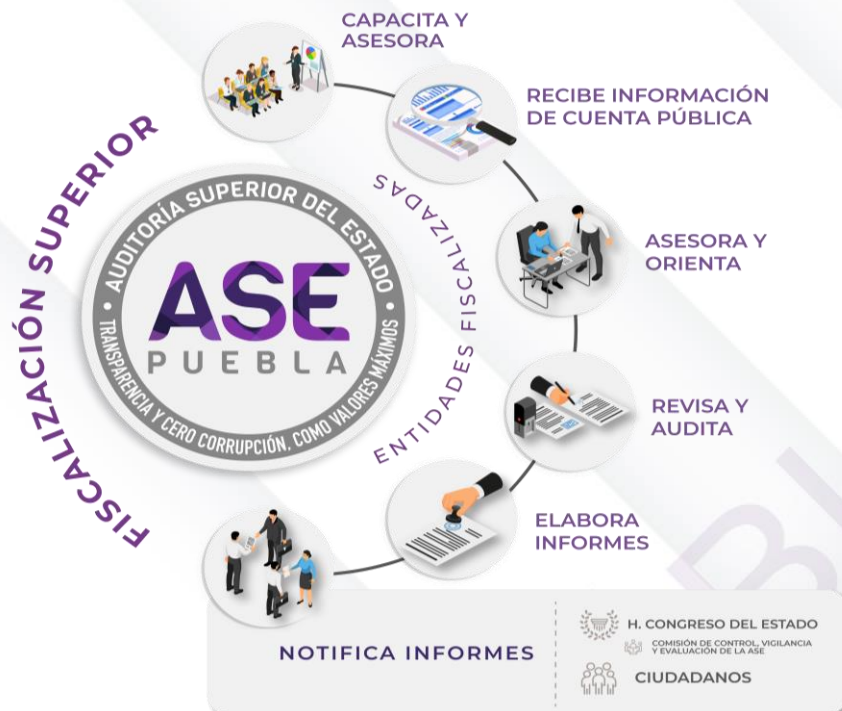 CAPACITA Y
ASESORA
RECIBE INFORMACIÓN
DE CUENTA PÚBLICA
FISCALIZACIÓN SUPERIOR
AUDITORÍA SUPERIOR DEL ESTADO
ASE
PUEBLA
TRANSPARENCIA Y CERO CORRUPCIÓN, COMO VALORES MÁXIMOS
ENTIDADES FISCALIZADAS
ASESORA Y
ORIENTA
REVISA Y
AUDITA
ELABORA
INFORMES
NOTIFICA INFORMES
H. CONGRESO DEL ESTADO
COMISIÓN DE CONTROL, VIGILANCIA
Y EVALUACIÓN DE LA ASE
CIUDADANOS